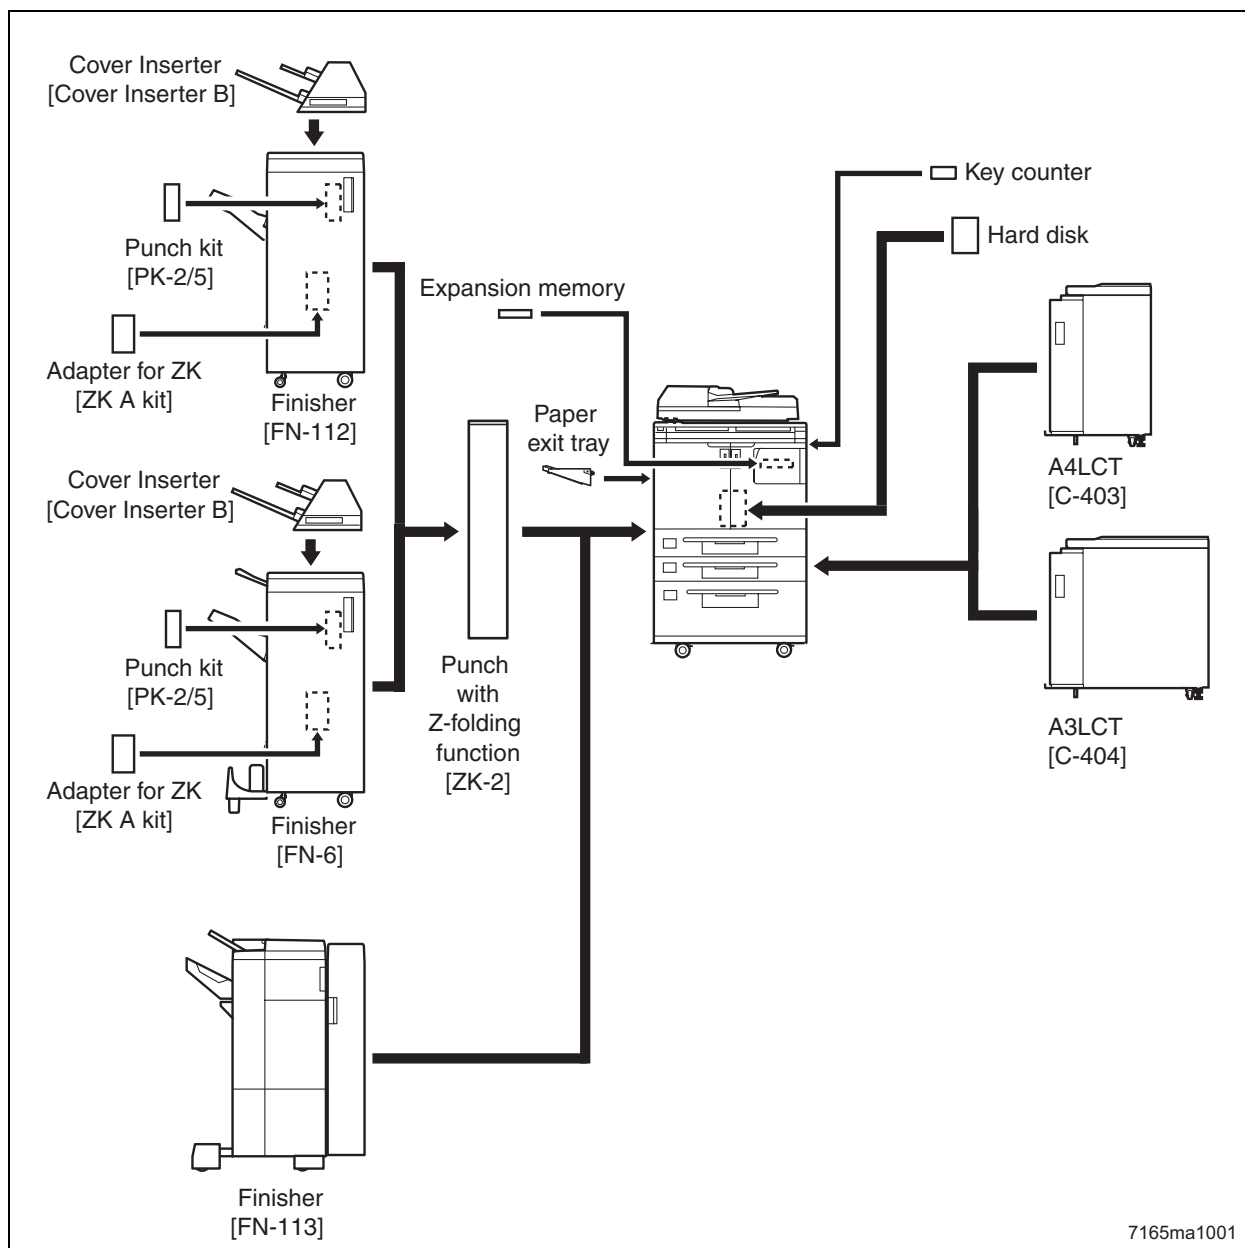 Cover Inserter
[Cover Inserter B]
Punch kit
[PK-2/5]
Adapter for ZK
[ZK A kit]
Finisher
[FN-112]
Cover Inserter
[Cover Inserter B]
Punch kit
[PK-2/5]
Adapter for ZK
[ZK A kit]
Finisher
[FN-6]
Finisher
[FN-113]
Expansion memory
Paper
exit tray
Punch
with
Z-folding
function
[ZK-2]
Key counter
Hard disk
A4LCT
[C-403]
A3LCT
[C-404]
7165ma1001